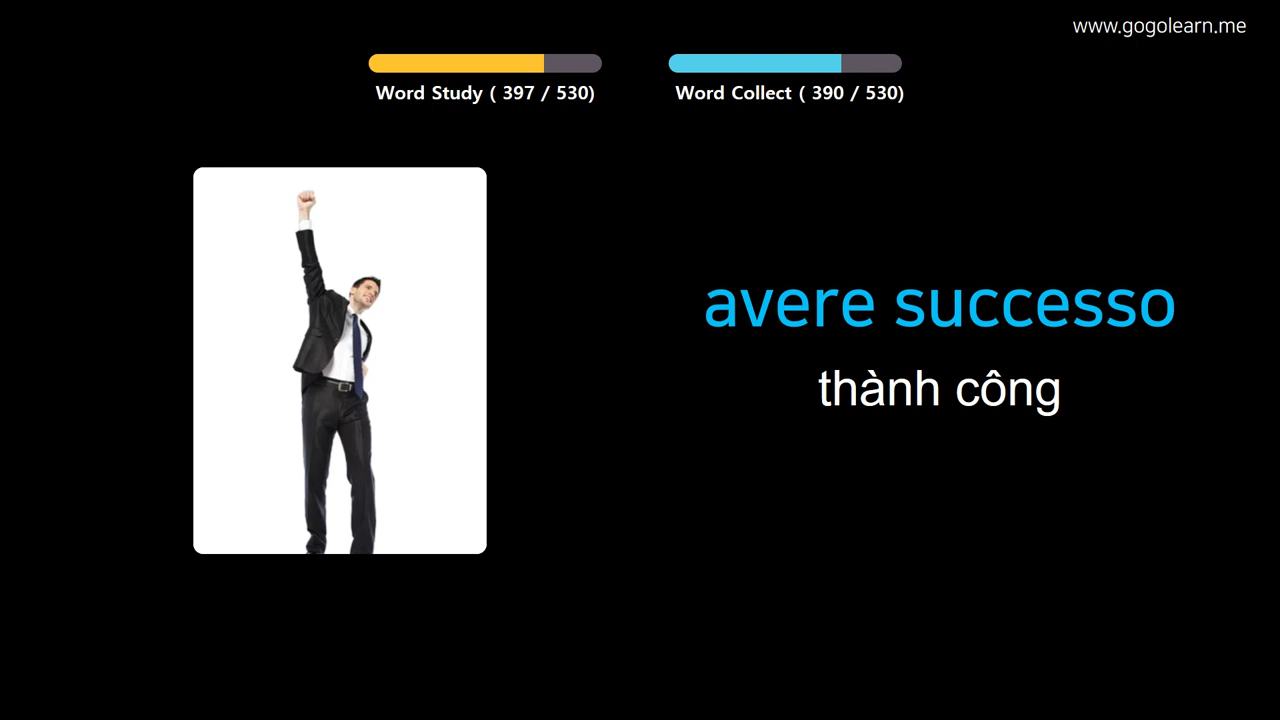 www.gogolearn.me
Word Study ( 397 / 530)
Word Collect ( 390 / 530)
avere successo
thành công